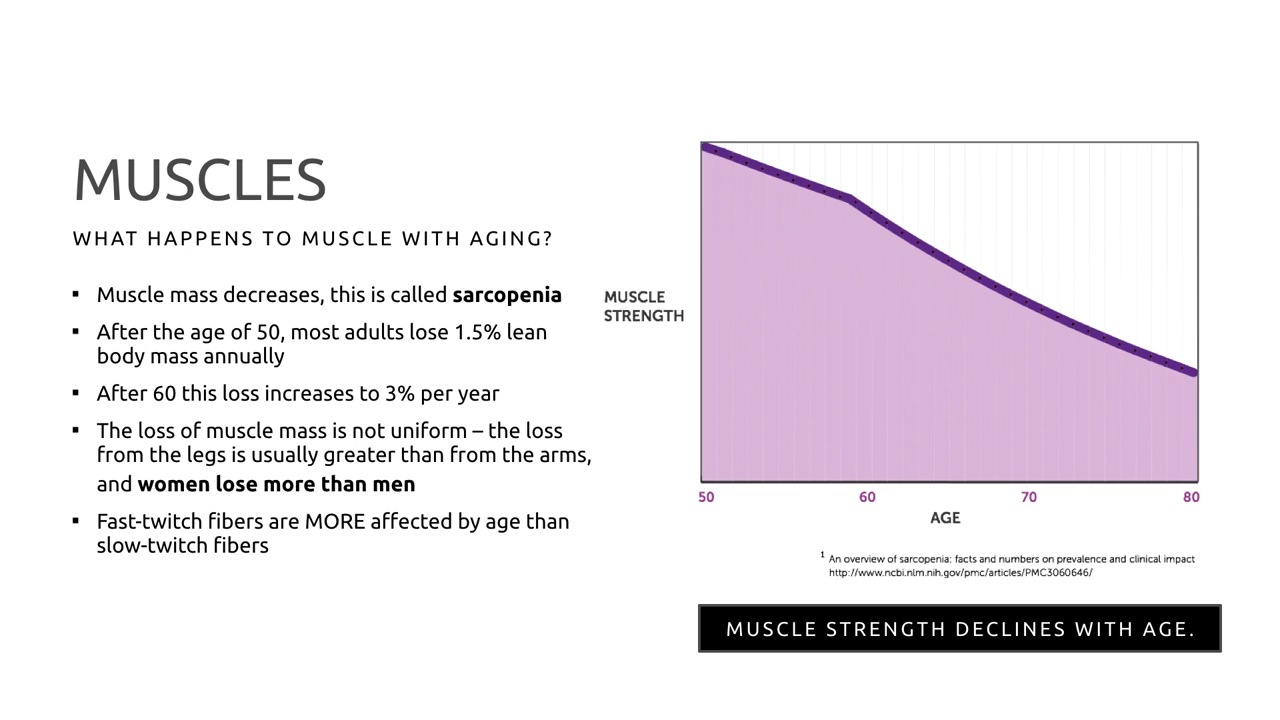 MUSCLES
WHAT HAPPENS TO MUSCLE WITH AGING?
▪ Muscle mass decreases, this is called sarcopenia
▪ After the age of 50, most adults lose 1.5% lean
body mass annually
▪ After 60 this loss increases to 3% per year
▪ The loss of muscle mass is not uniform – the loss
from the legs is usually greater than from the arms,
and women lose more than men
▪ Fast-twitch fibers are MORE affected by age than
slow-twitch fibers
MUSCLE
STRENGTH
50 60 70 80
AGE
1 An overview of sarcopenia: facts and numbers on prevalence and clinical impact
http://www.ncbi.nlm.nih.gov/pmc/articles/PMC3060646/
MUSCLE STRENGTH DECLINES WITH AGE.